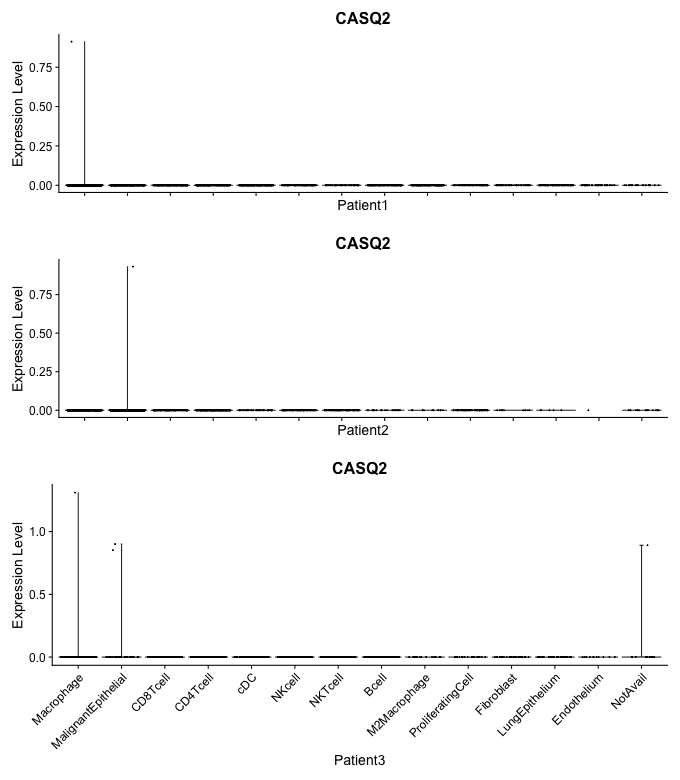 CASQ2
Expression Level
0.75
0.50
0.25
0.00
Patient1
CASQ2
Expression Level
0.75
0.50
0.25
0.00
Patient2
CASQ2
Expression Level
1.0
0.5
0.0
Macrophage
MalignantEpithelial
CD8Tcell
CD4Tcell
cDC
NKcell
NKTcell
Bcell
M2Macrophage
ProliferatingCell
Fibroblast
LungEpithelium
Endothelium
NotAvail
Patient3